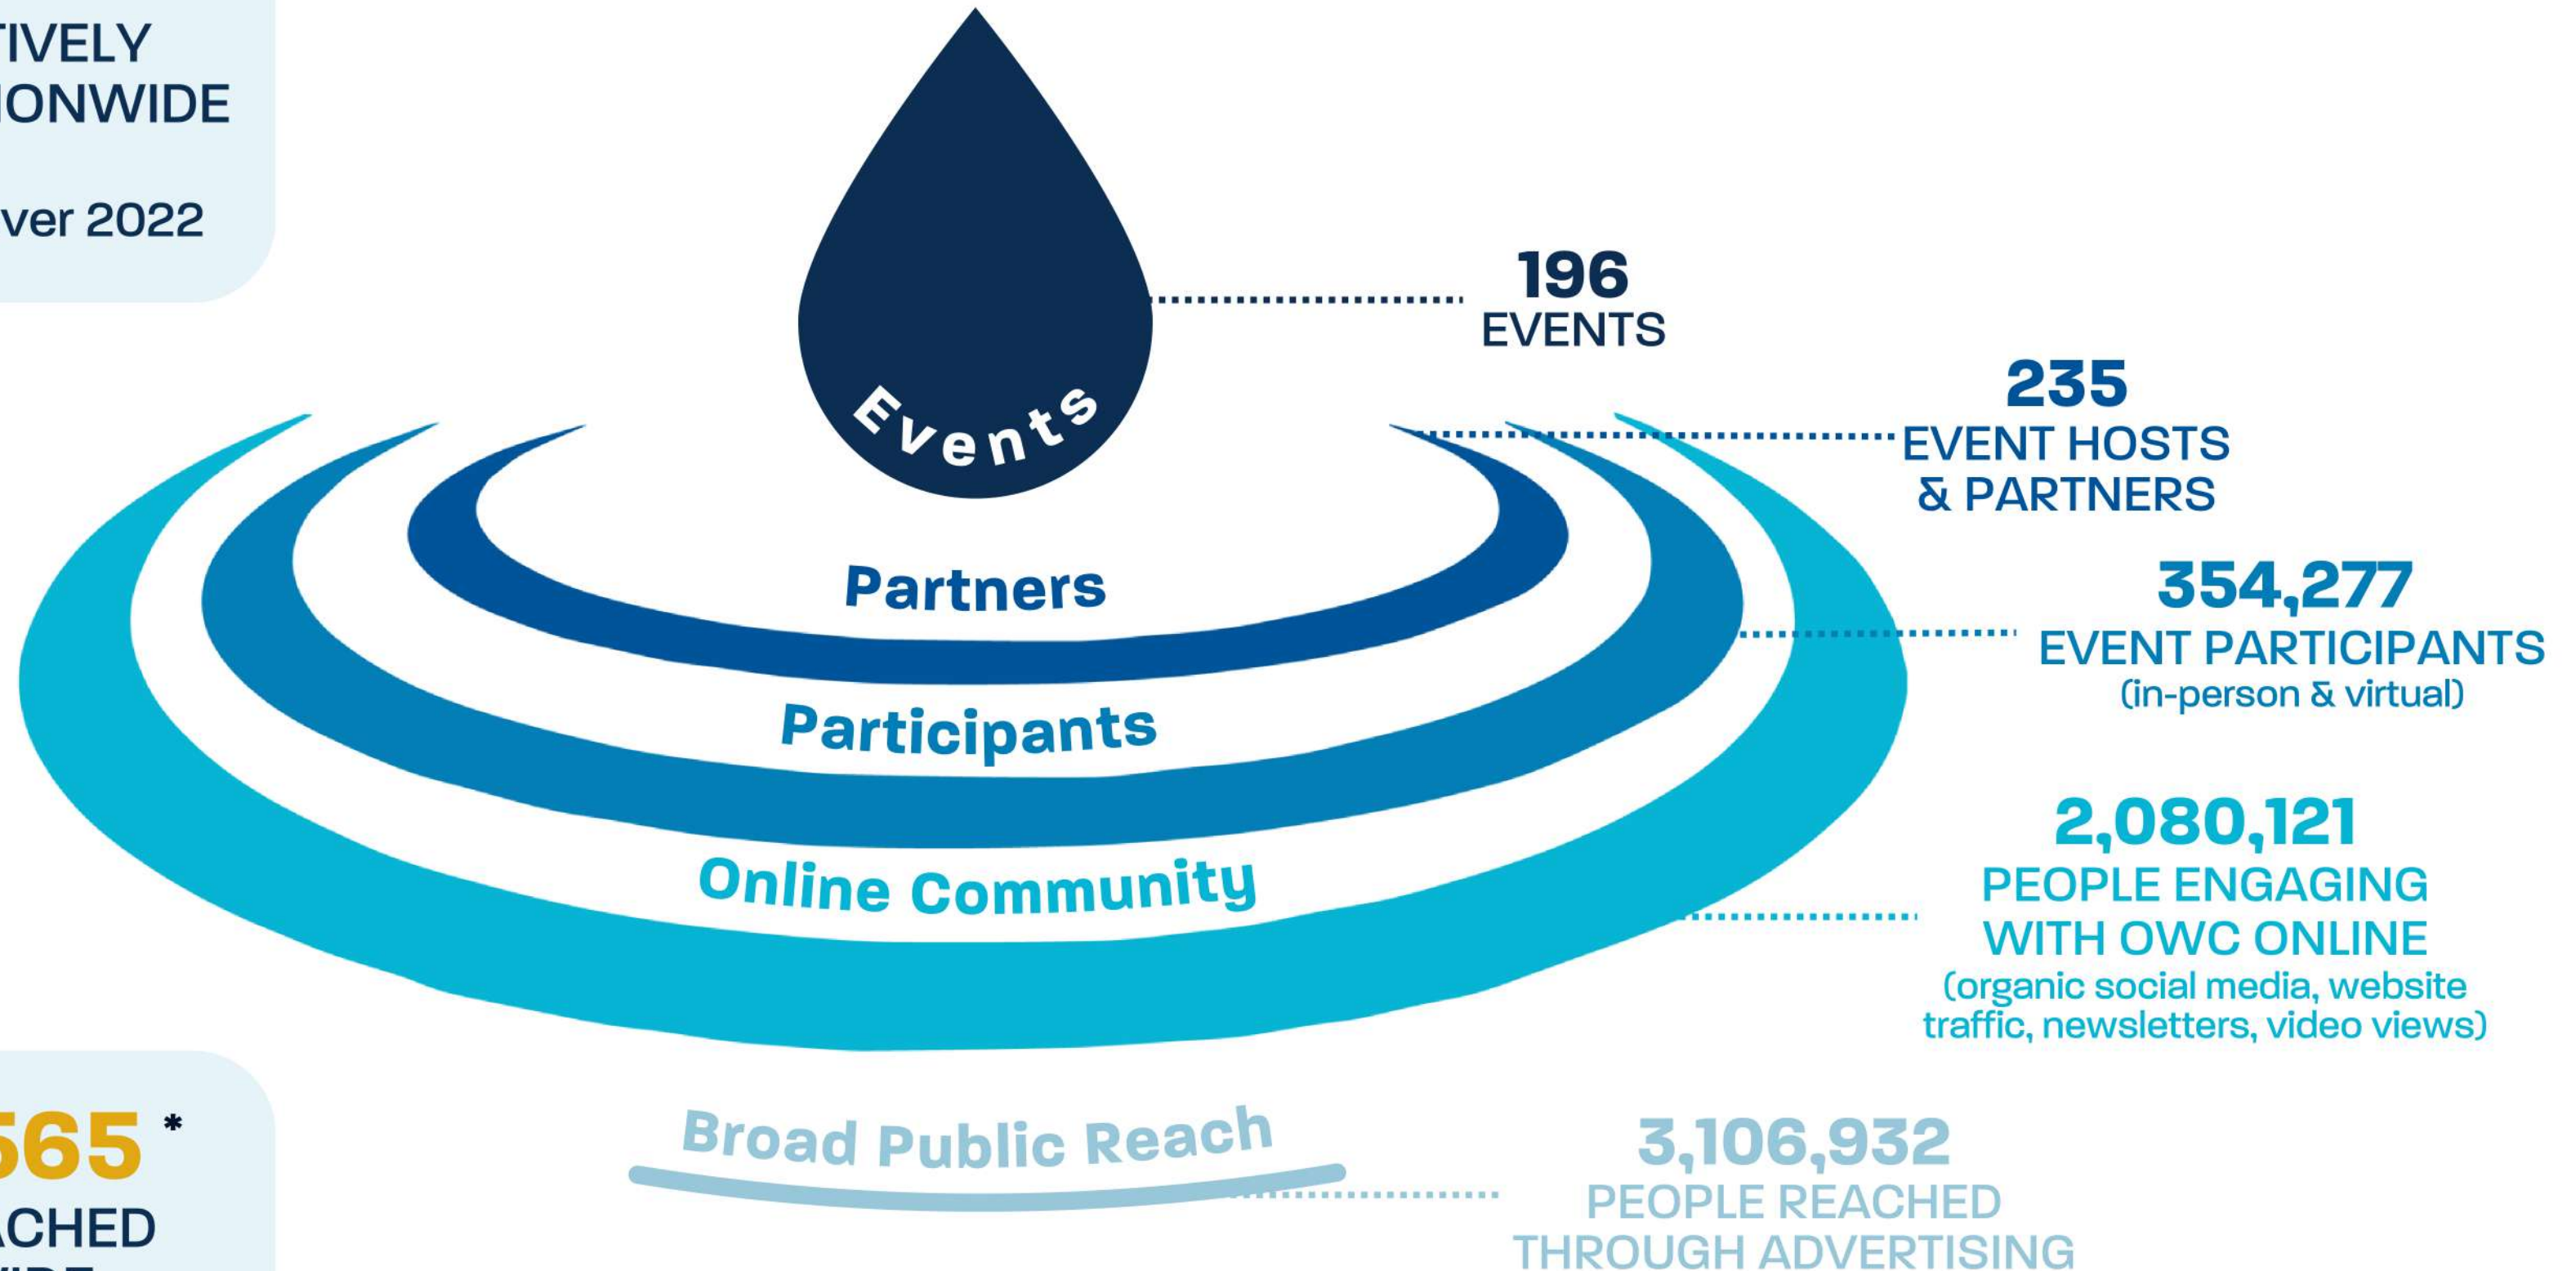 TIVELY
IONWIDE
ver 2022
196
EVENTS
Events
235
EVENT HOSTS
& PARTNERS
Partners
354,277
EVENT PARTICIPANTS
(in-person & virtual)
Participants
2,080,121
PEOPLE ENGAGING
WITH OWC ONLINE
(organic social media, website
traffic, newsletters, video views)
Online Community
565 *
ACHED
Broad Public Reach
3,106,932
PEOPLE REACHED
THROUGH ADVERTISING